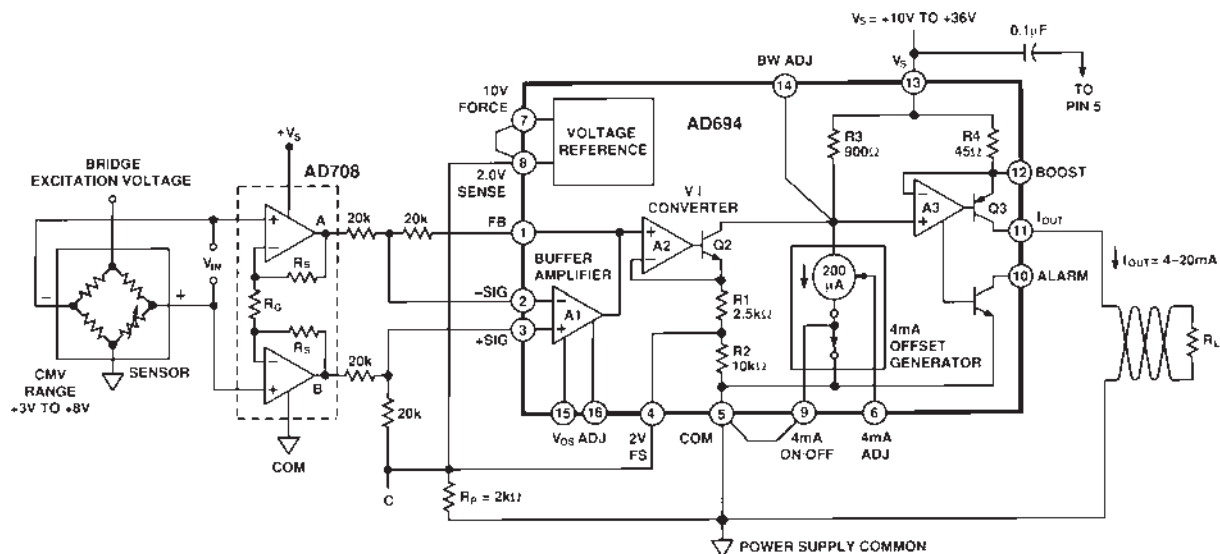 VS = +10V TO +36V
0.1µF
TO
PIN 5
BW ADJ
VS
14
13
10V
FORCE
7
8
2.0V
SENSE
VOLTAGE
REFERENCE
AD694
R3
900Ω
R4
45Ω
12
BOOST
+VS
AD708
BRIDGE
EXCITATION VOLTAGE
+
–
A
20k
20k
FB
1
V I
CONVERTER
+
–
A2
Q2
–
+
A3
Q3
IOUT
11
VIN
RS
RG
RS
–
+
BUFFER
AMPLIFIER
–SIG
2
3
+SIG
–
+
A1
R1
2.5kΩ
R2
10kΩ
200
µA
4mA
OFFSET
GENERATOR
10
ALARM
IOUT = 4–20mA
RL
–
+
B
CMV
RANGE
+3V TO +8V
SENSOR
COM
20k
20k
15
16
4
5
9
6
VOS ADJ
2V
FS
COM
4mA
ON-OFF
4mA
ADJ
C
RP = 2kΩ
POWER SUPPLY COMMON